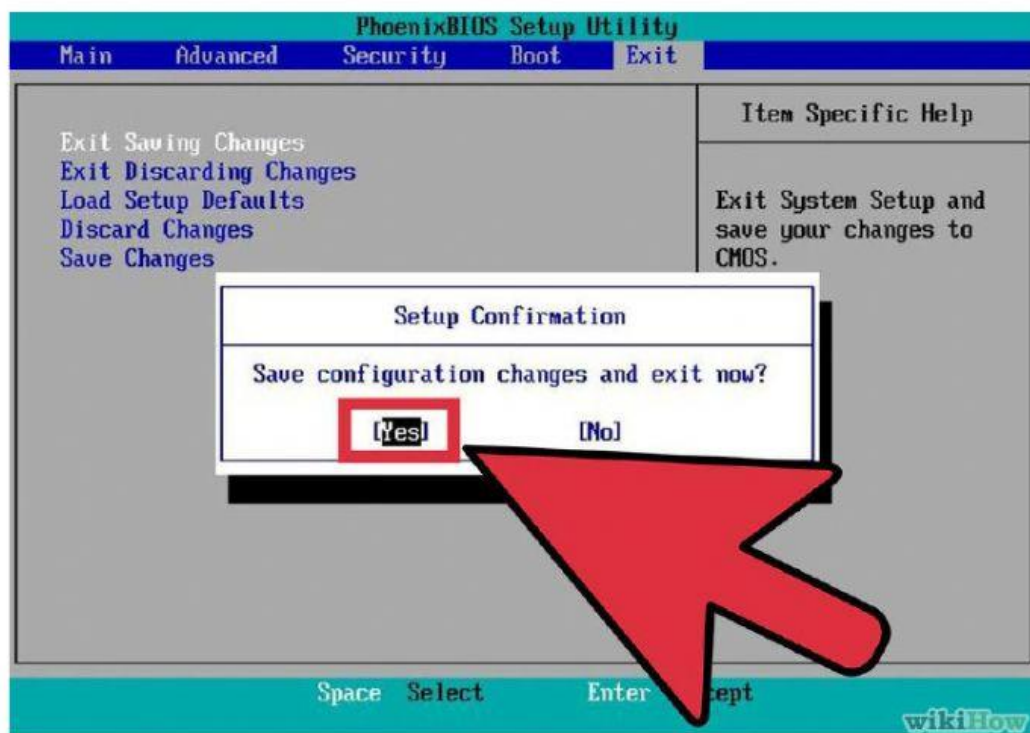 PhoenixBIOS Setup Utility
Main Advanced Security Boot Exit
Item Specific Help
Exit Saving Changes
Exit Discarding Changes
Load Setup Defaults
Discard Changes
Save Changes
Exit System Setup and
save your changes to
CMOS.
Setup Confirmation
Save configuration changes and exit now?
[Yes] [No]
Space Select Enter
wikiHow